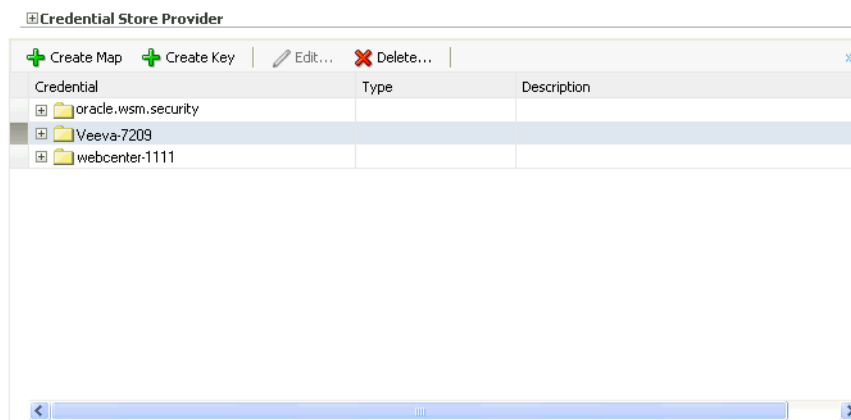 Credential Store Provider
Create Map Create Key Edit... Delete...
Credential Type Description
oracle.wsm.security
Veeva-7209
webcenter-1111